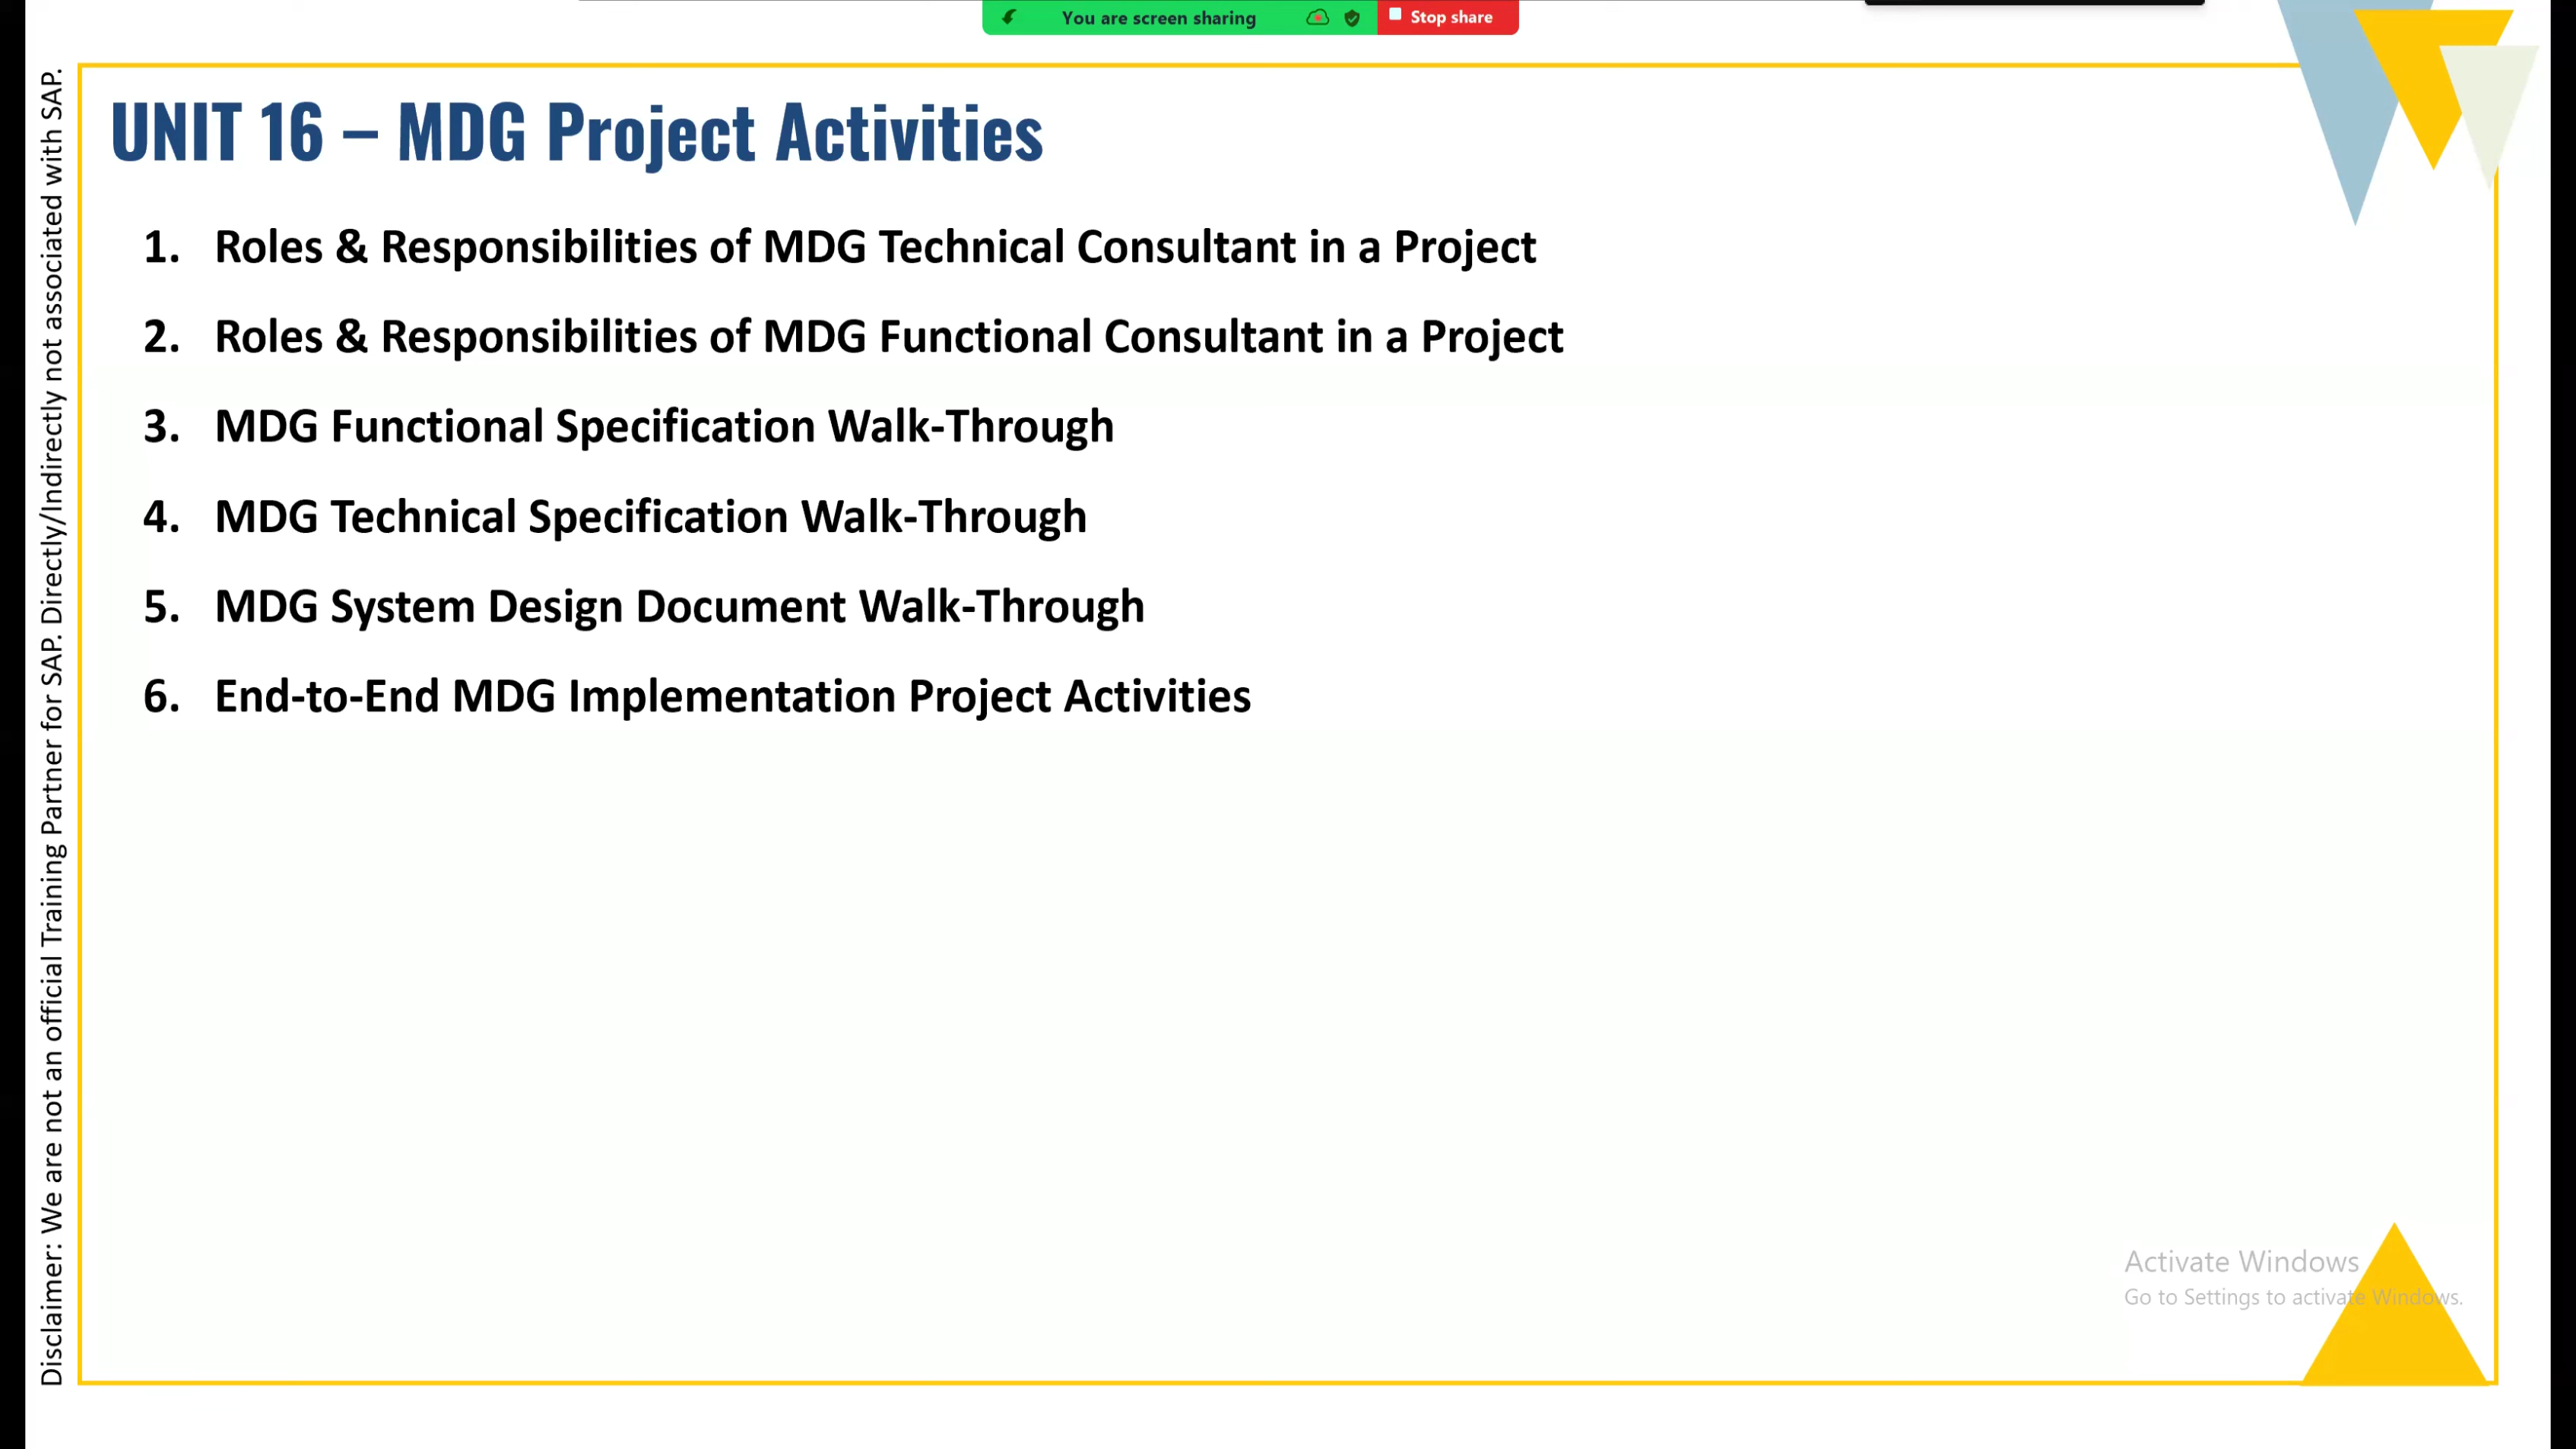 You are screen sharing
Stop share
UNIT 16 – MDG Project Activities
1. Roles & Responsibilities of MDG Technical Consultant in a Project
2. Roles & Responsibilities of MDG Functional Consultant in a Project
3. MDG Functional Specification Walk-Through
4. MDG Technical Specification Walk-Through
5. MDG System Design Document Walk-Through
6. End-to-End MDG Implementation Project Activities
Disclaimer: We are not an official Training Partner for SAP. Directly/Indirectly not associated with SAP.
Activate Windows
Go to Settings to activate Windows.